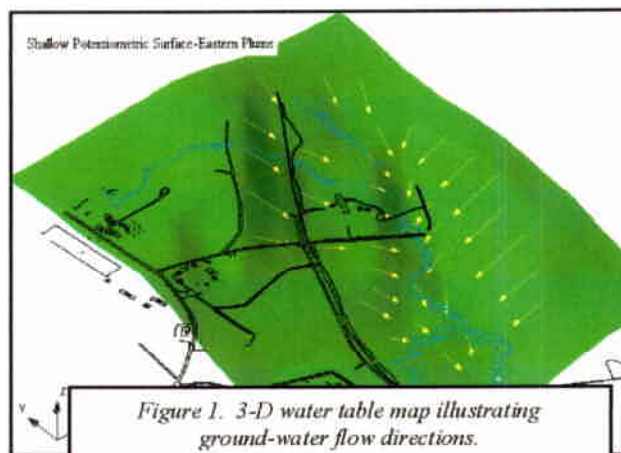 Shallow Potentiometric Surface-Eastern Plume
Figure 1. 3-D water table map illustrating
ground-water flow directions.
Y
Z